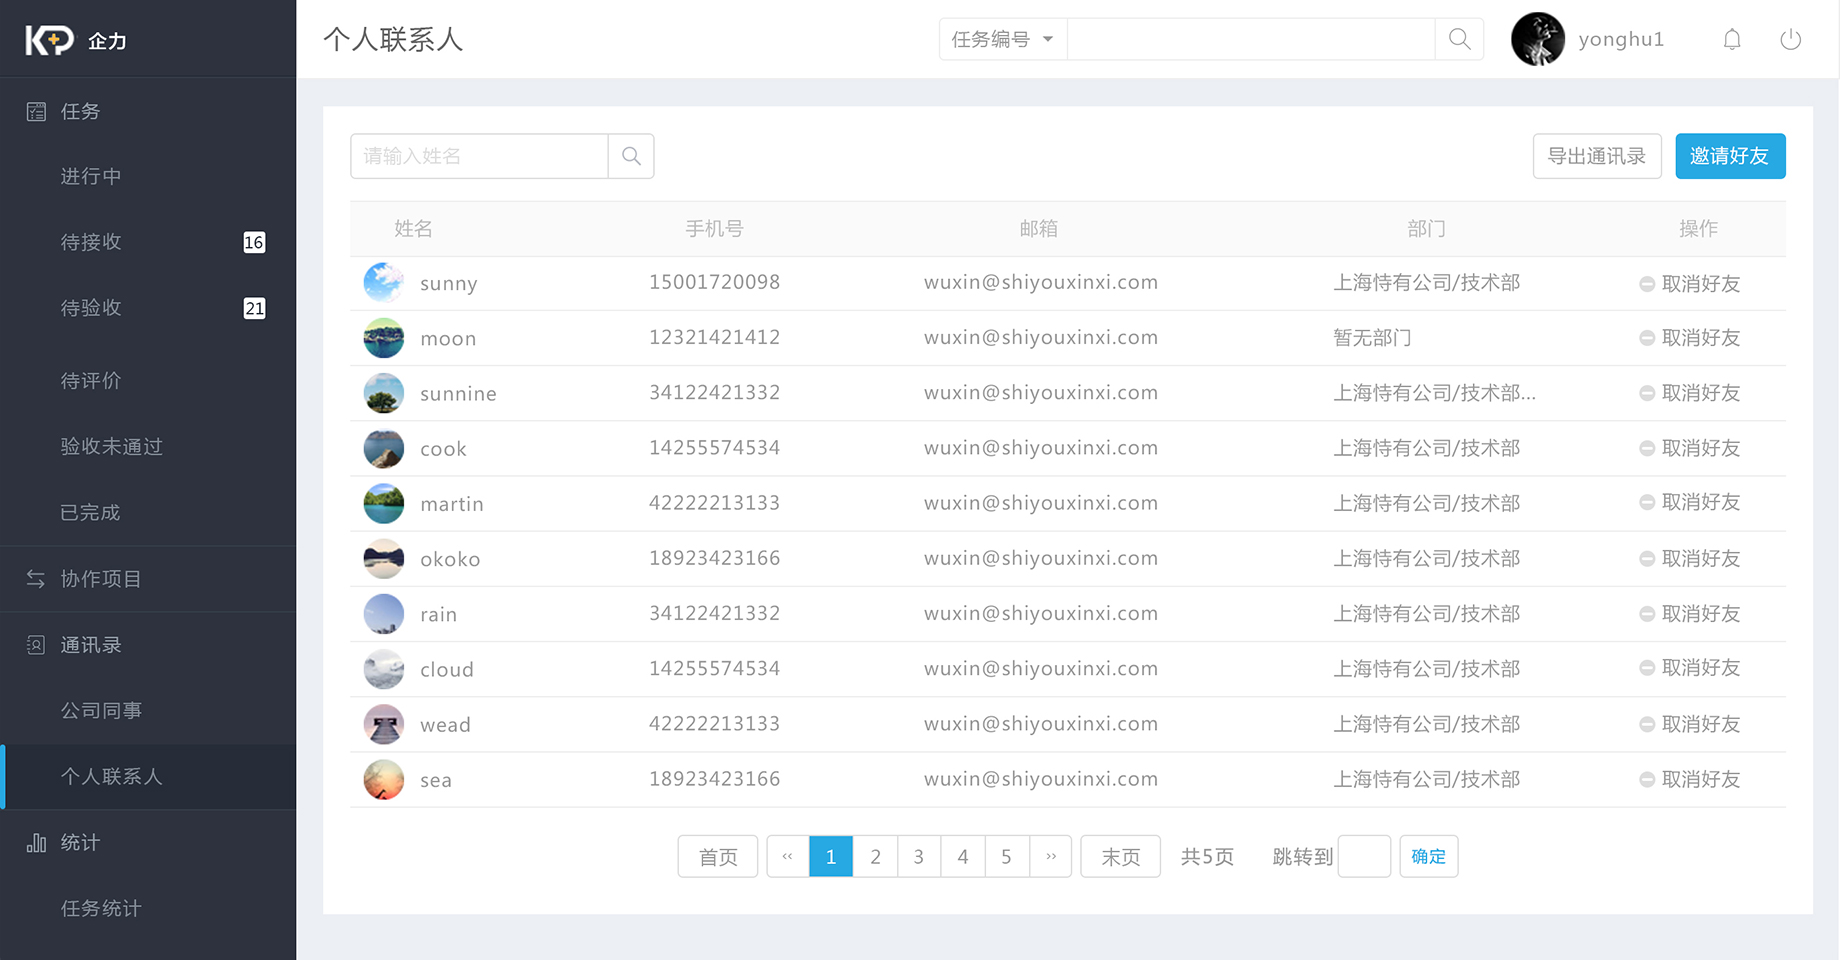 KP 企力
任务
进行中
待接收 16
待验收 21
待评价
验收未通过
已完成
协作项目
通讯录
公司同事
个人联系人
统计
任务统计
个人联系人 任务编号 yonghu1
请输入姓名 导出通讯录 邀请好友
姓名 手机号 邮箱 部门 操作
sunny 15001720098 wuxin@shiyouxinxi.com 上海恃有公司/技术部 取消好友
moon 12321421412 wuxin@shiyouxinxi.com 暂无部门 取消好友
sunnine 34122421332 wuxin@shiyouxinxi.com 上海恃有公司/技术部... 取消好友
cook 14255574534 wuxin@shiyouxinxi.com 上海恃有公司/技术部 取消好友
martin 42222213133 wuxin@shiyouxinxi.com 上海恃有公司/技术部 取消好友
okoko 18923423166 wuxin@shiyouxinxi.com 上海恃有公司/技术部 取消好友
rain 34122421332 wuxin@shiyouxinxi.com 上海恃有公司/技术部 取消好友
cloud 14255574534 wuxin@shiyouxinxi.com 上海恃有公司/技术部 取消好友
wead 42222213133 wuxin@shiyouxinxi.com 上海恃有公司/技术部 取消好友
sea 18923423166 wuxin@shiyouxinxi.com 上海恃有公司/技术部 取消好友
首页 ‹‹ 1 2 3 4 5 ›› 末页 共5页 跳转到 确定